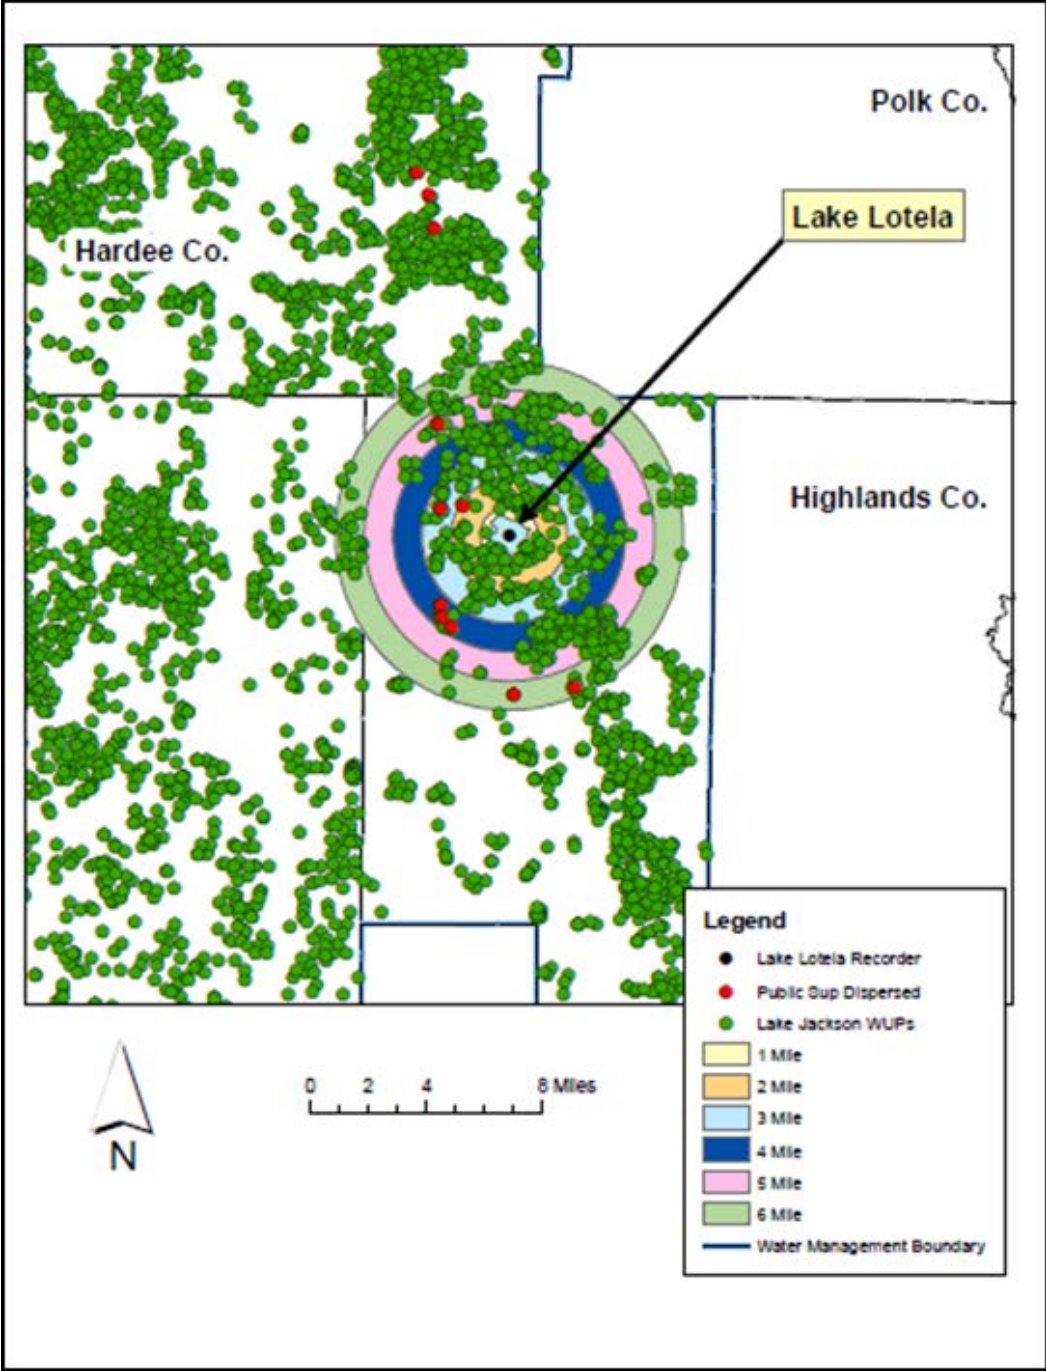 Polk Co.
Lake Lotela
Hardee Co.
Highlands Co.
Legend
Lake Lotela Recorder
Public Sup Dispersed
Lake Jackson WUPs
1 Mile
2 Mile
3 Mile
4 Mile
5 Mile
6 Mile
Water Management Boundary
0 2 4 8 Miles
N